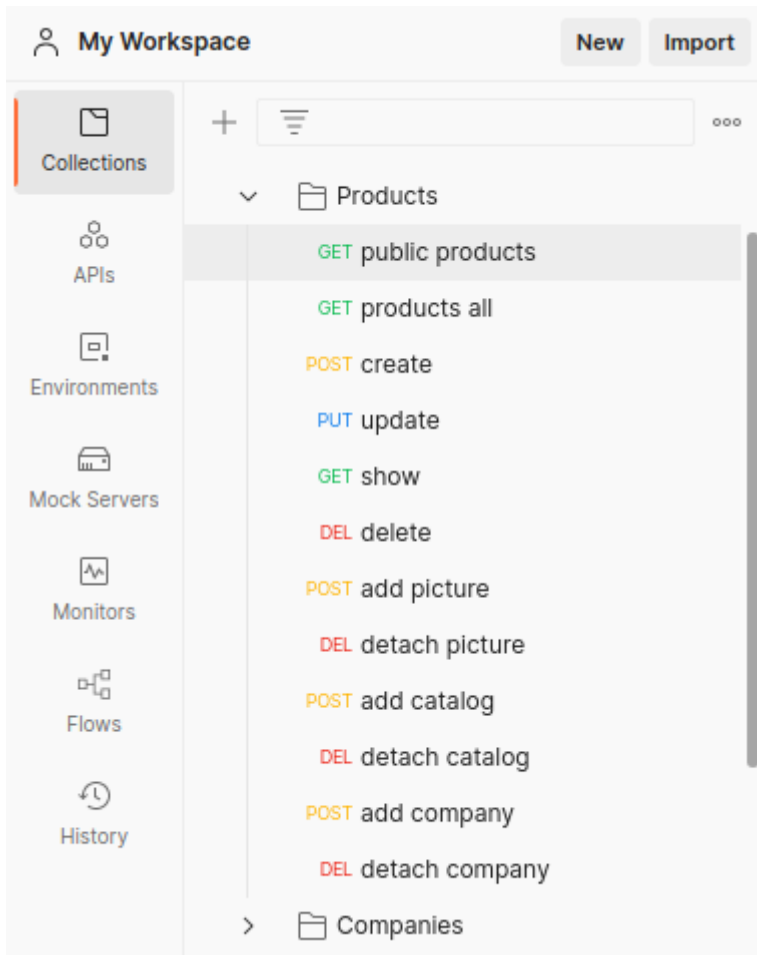 My Workspace
New
Import
Collections
APIs
Environments
Mock Servers
Monitors
Flows
History
Products
GET public products
GET products all
POST create
PUT update
GET show
DEL delete
POST add picture
DEL detach picture
POST add catalog
DEL detach catalog
POST add company
DEL detach company
Companies